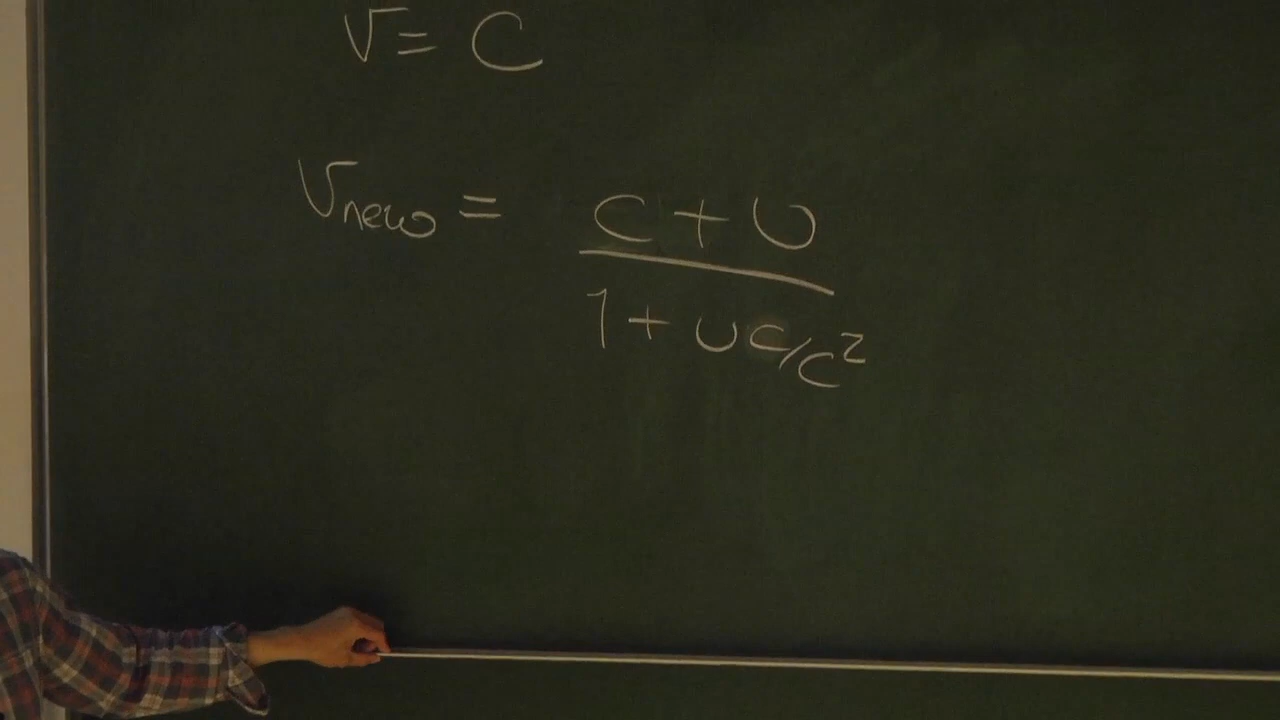 v = c
v_new = (c + u) / (1 + uc/c²)